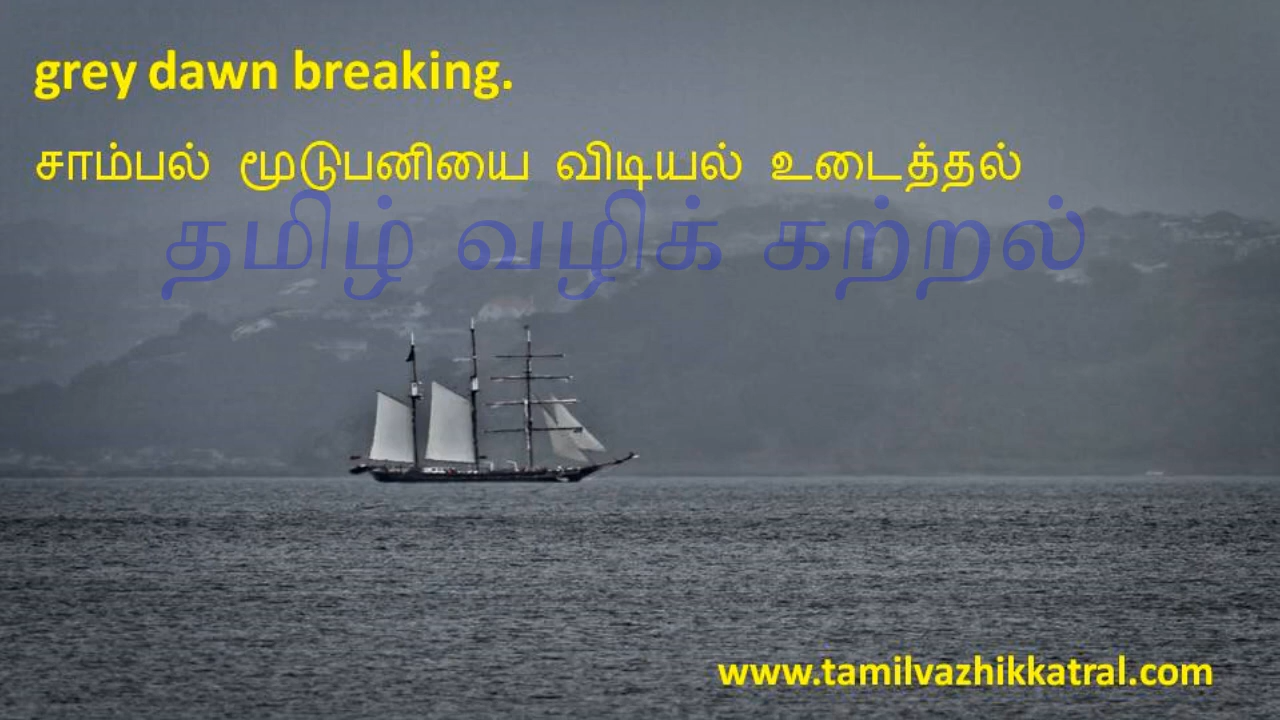 grey dawn breaking.
சாம்பல் மூடுபனியை விடியல் உடைத்தல்
தமிழ் வழிக் கற்றல்
www.tamilvazhikkatral.com